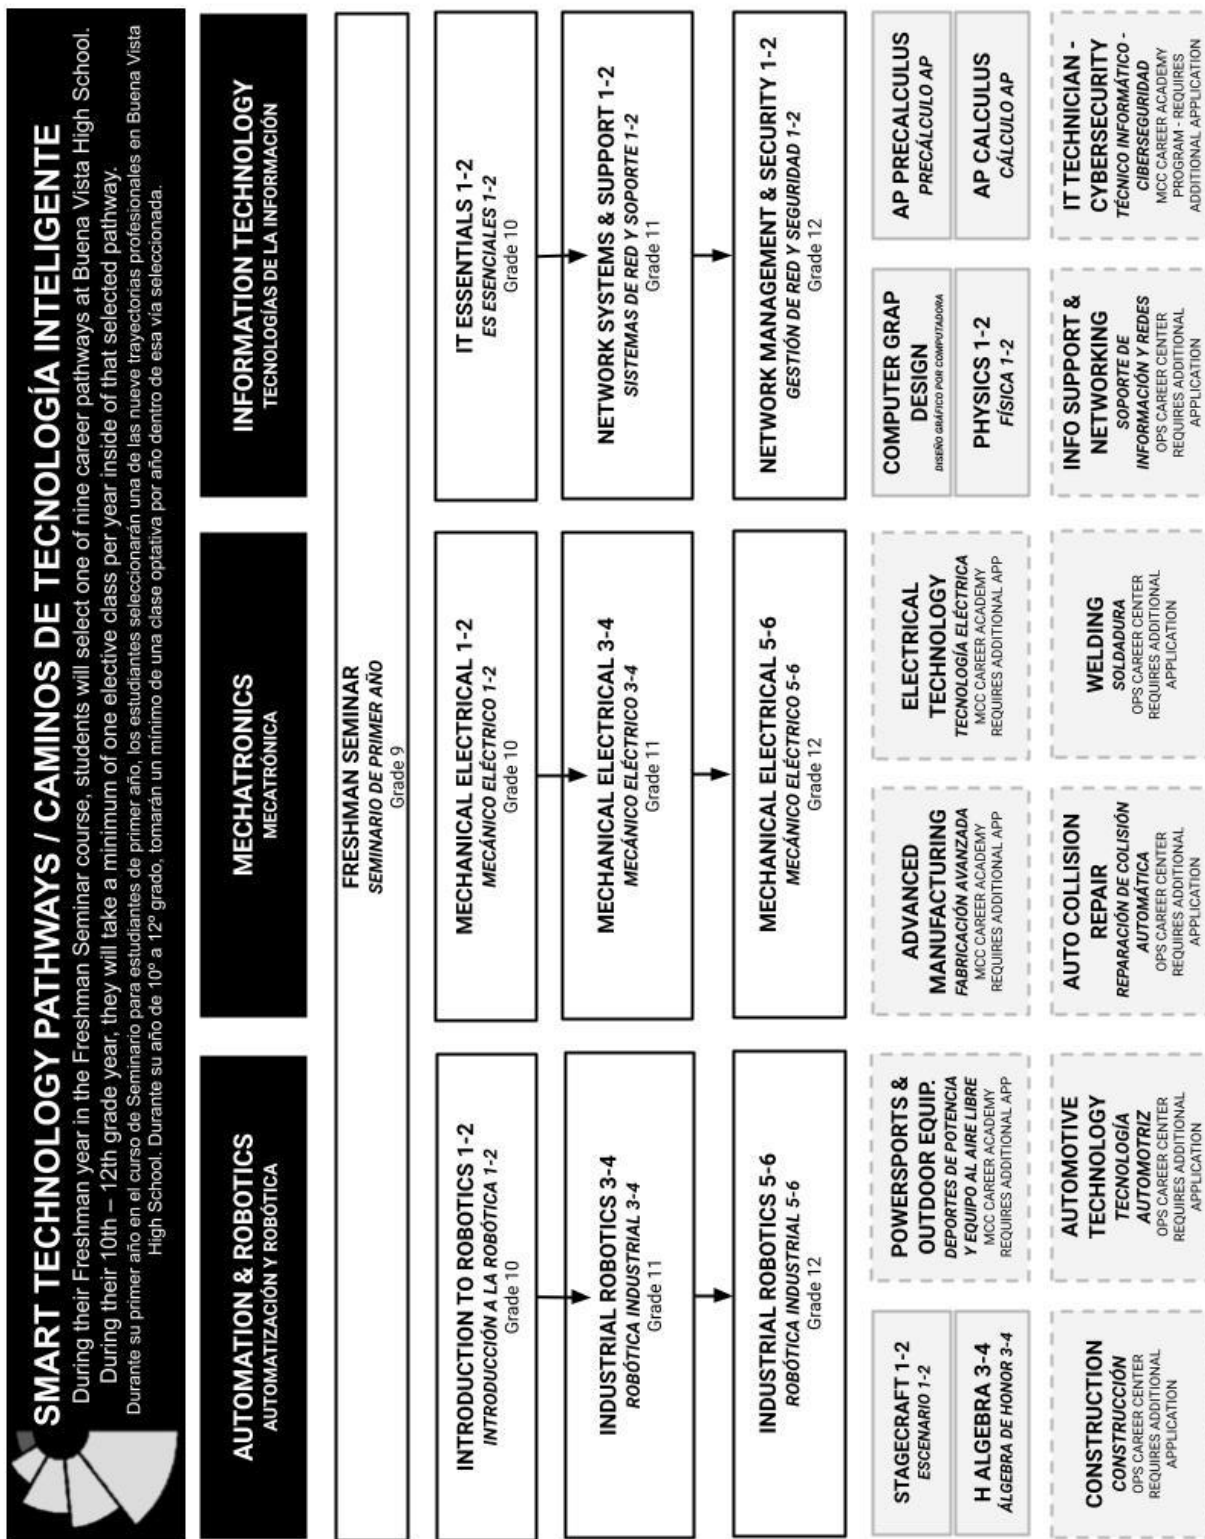 SMART TECHNOLOGY PATHWAYS / CAMINOS DE TECNOLOGÍA INTELIGENTE
During their Freshman year in the Freshman Seminar course, students will select one of nine career pathways at Buena Vista High School.
During their 10th – 12th grade year, they will take a minimum of one elective class per year inside of that selected pathway.
Durante su primer año en el curso de Seminario para estudiantes de primer año, los estudiantes seleccionarán una de las nueve trayectorias profesionales en Buena Vista
High School. Durante su año de 10º a 12º grado, tomarán un mínimo de una clase optativa por año dentro de esa vía seleccionada.
AUTOMATION & ROBOTICS
AUTOMATIZACIÓN Y ROBÓTICA
MECHATRONICS
MECATRÓNICA
INFORMATION TECHNOLOGY
TECNOLOGÍAS DE LA INFORMACIÓN
FRESHMAN SEMINAR
SEMINARIO DE PRIMER AÑO
Grade 9
INTRODUCTION TO ROBOTICS 1-2
INTRODUCCIÓN A LA ROBÓTICA 1-2
Grade 10
MECHANICAL ELECTRICAL 1-2
MECÁNICO ELÉCTRICO 1-2
Grade 10
IT ESSENTIALS 1-2
ES ESENCIALES 1-2
Grade 10
INDUSTRIAL ROBOTICS 3-4
ROBÓTICA INDUSTRIAL 3-4
Grade 11
MECHANICAL ELECTRICAL 3-4
MECÁNICO ELÉCTRICO 3-4
Grade 11
NETWORK SYSTEMS & SUPPORT 1-2
SISTEMAS DE RED Y SOPORTE 1-2
Grade 11
INDUSTRIAL ROBOTICS 5-6
ROBÓTICA INDUSTRIAL 5-6
Grade 12
MECHANICAL ELECTRICAL 5-6
MECÁNICO ELÉCTRICO 5-6
Grade 12
NETWORK MANAGEMENT & SECURITY 1-2
GESTIÓN DE RED Y SEGURIDAD 1-2
Grade 12
STAGECRAFT 1-2
ESCENARIO 1-2
H ALGEBRA 3-4
ÁLGEBRA DE HONOR 3-4
POWERSPORTS &
OUTDOOR EQUIP.
DEPORTES DE POTENCIA
Y EQUIPO AL AIRE LIBRE
MCC CAREER ACADEMY
REQUIRES ADDITIONAL APP
ADVANCED
MANUFACTURING
FABRICACIÓN AVANZADA
MCC CAREER ACADEMY
REQUIRES ADDITIONAL APP
ELECTRICAL
TECHNOLOGY
TECNOLOGÍA ELÉCTRICA
MCC CAREER ACADEMY
REQUIRES ADDITIONAL APP
COMPUTER GRAP
DESIGN
DISEÑO GRÁFICO POR COMPUTADORA
PHYSICS 1-2
FÍSICA 1-2
AP PRECALCULUS
PRECÁLCULO AP
AP CALCULUS
CÁLCULO AP
CONSTRUCTION
CONSTRUCCIÓN
OPS CAREER CENTER
REQUIRES ADDITIONAL
APPLICATION
AUTOMOTIVE
TECHNOLOGY
TECNOLOGÍA
AUTOMOTRIZ
OPS CAREER CENTER
REQUIRES ADDITIONAL
APPLICATION
AUTO COLLISION
REPAIR
REPARACIÓN DE COLISIÓN
AUTOMÁTICA
OPS CAREER CENTER
REQUIRES ADDITIONAL
APPLICATION
WELDING
SOLDADURA
OPS CAREER CENTER
REQUIRES ADDITIONAL
APPLICATION
INFO SUPPORT &
NETWORKING
SOPORTE DE
INFORMACIÓN Y REDES
OPS CAREER CENTER
REQUIRES ADDITIONAL
APPLICATION
IT TECHNICIAN -
CYBERSECURITY
TÉCNICO INFORMÁTICO -
CIBERSEGURIDAD
MCC CAREER ACADEMY
PROGRAM - REQUIRES
ADDITIONAL APPLICATION